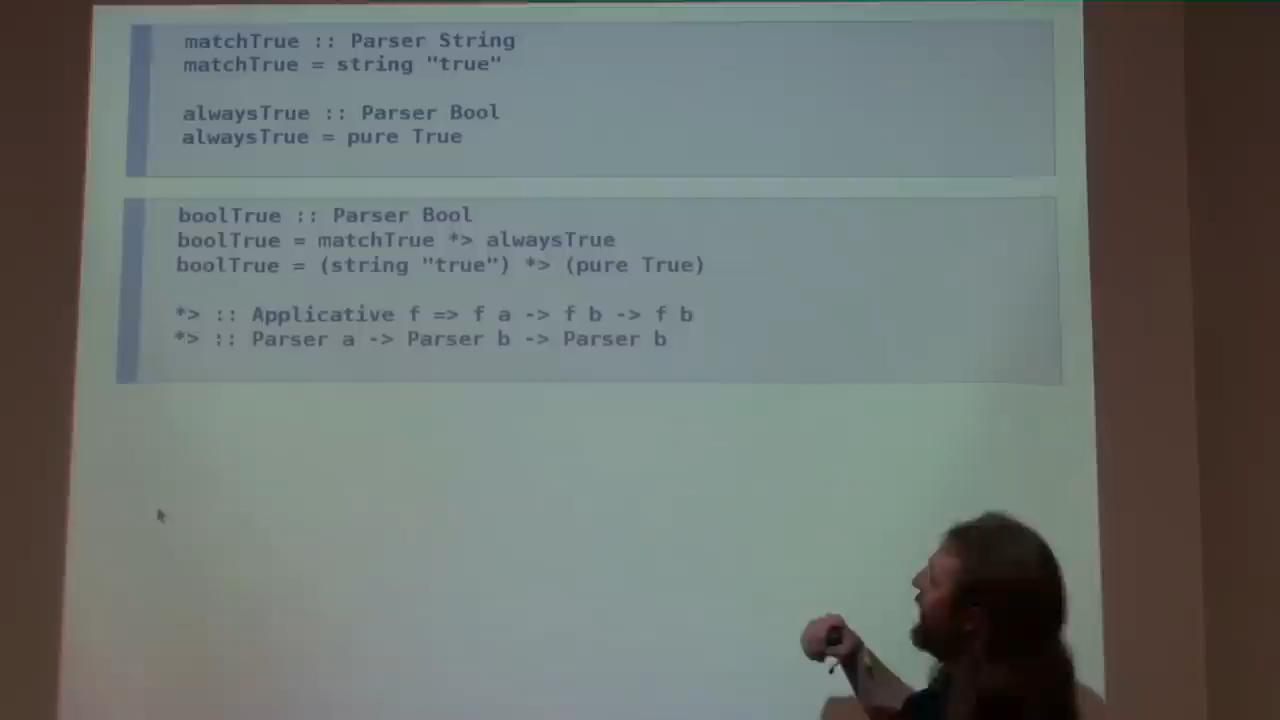 matchTrue :: Parser String
matchTrue = string "true"
alwaysTrue :: Parser Bool
alwaysTrue = pure True
boolTrue :: Parser Bool
boolTrue = matchTrue *> alwaysTrue
boolTrue = (string "true") *> (pure True)
*> :: Applicative f => f a -> f b -> f b
*> :: Parser a -> Parser b -> Parser b